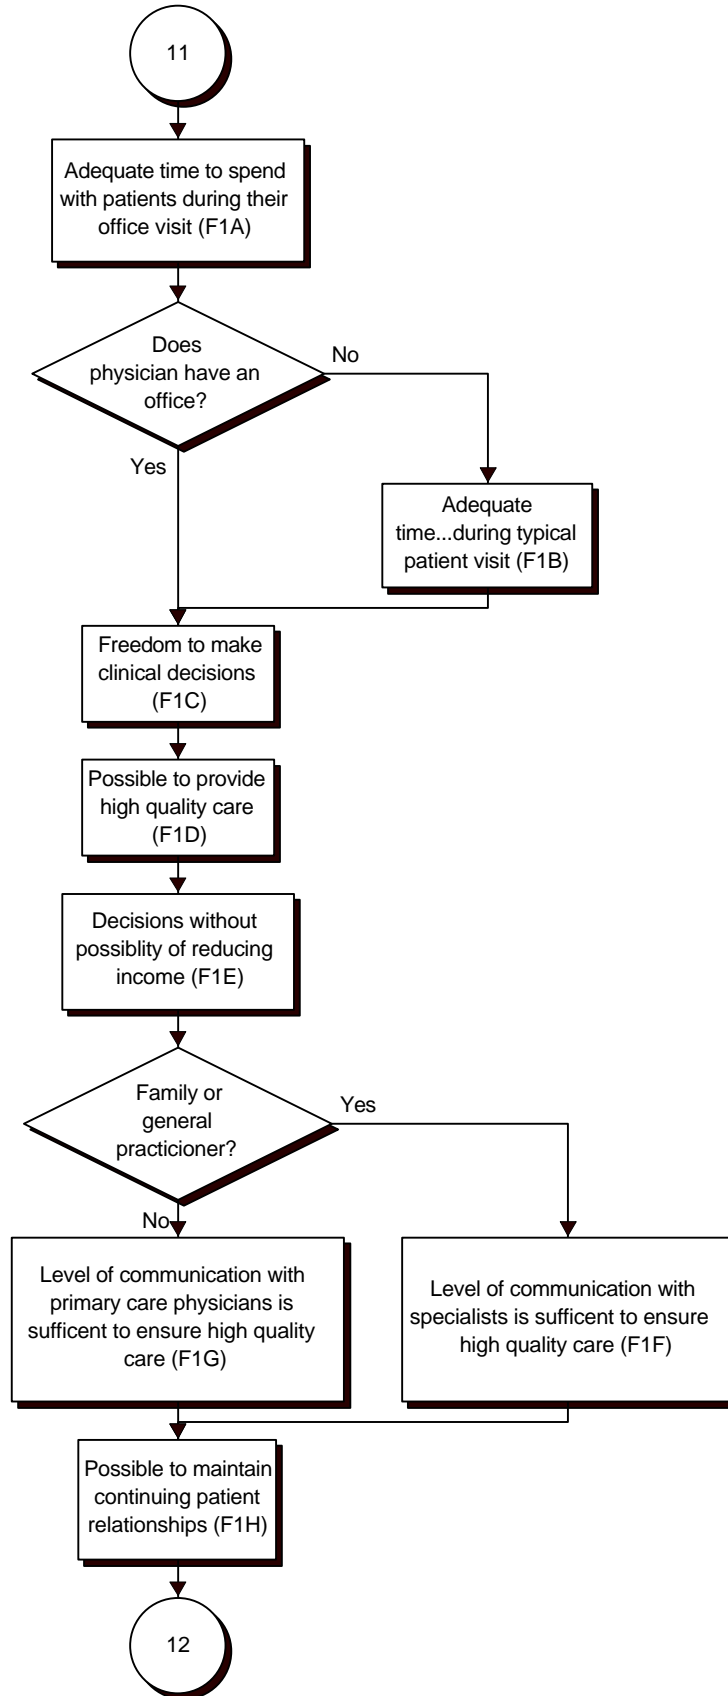 11
Adequate time to spend
with patients during their
office visit (F1A)
Does
physician have an
office?
No
Yes
Adequate
time...during typical
patient visit (F1B)
Freedom to make
clinical decisions
(F1C)
Possible to provide
high quality care
(F1D)
Decisions without
possiblity of reducing
income (F1E)
Family or
general
practicioner?
Yes
No
Level of communication with
primary care physicians is
sufficent to ensure high quality
care (F1G)
Level of communication with
specialists is sufficent to ensure
high quality care (F1F)
Possible to maintain
continuing patient
relationships (F1H)
12